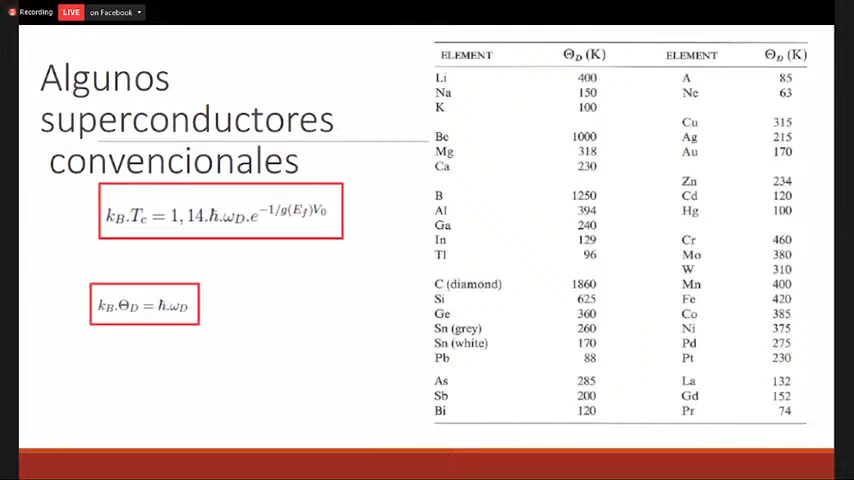 Recording LIVE on Facebook
Algunos
superconductores
convencionales
k_B.T_c = 1,14.ħ.ω_D.e^{-1/g(E_f)V_0}
k_B.Θ_D = ħ.ω_D
ELEMENT Θ_D (K) ELEMENT Θ_D (K)
Li 400 A 85
Na 150 Ne 63
K 100
Cu 315
Be 1000 Ag 215
Mg 318 Au 170
Ca 230
Zn 234
B 1250 Cd 120
Al 394 Hg 100
Ga 240
In 129 Cr 460
Tl 96 Mo 380
W 310
C (diamond) 1860 Mn 400
Si 625 Fe 420
Ge 360 Co 385
Sn (grey) 260 Ni 375
Sn (white) 170 Pd 275
Pb 88 Pt 230
As 285 La 132
Sb 200 Gd 152
Bi 120 Pr 74